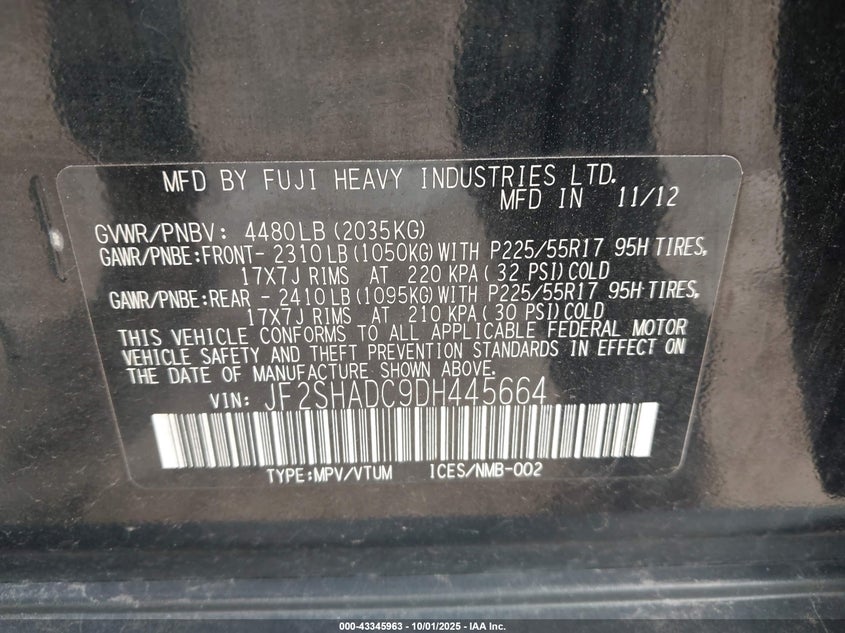 MFD BY FUJI HEAVY INDUSTRIES LTD.
MFD IN 11/12
GVWR/PNBV: 4480LB (2035KG)
GAWR/PNBE:FRONT- 2310LB (1050KG) WITH P225/55R17 95H TIRES,
17X7J RIMS AT 220 KPA ( 32 PSI) COLD
GAWR/PNBE:REAR - 2410LB (1095KG) WITH P225/55R17 95H TIRES,
17X7J RIMS AT 210 KPA ( 30 PSI) COLD
THIS VEHICLE CONFORMS TO ALL APPLICABLE FEDERAL MOTOR
VEHICLE SAFETY AND THEFT PREVENTION STANDARDS IN EFFECT ON
THE DATE OF MANUFACTURE SHOWN ABOVE.
VIN: JF2SHADC9DH445664
TYPE:MPV/VTUM ICES/NMB-002
000-43345963 - 10/01/2025 - IAA Inc.